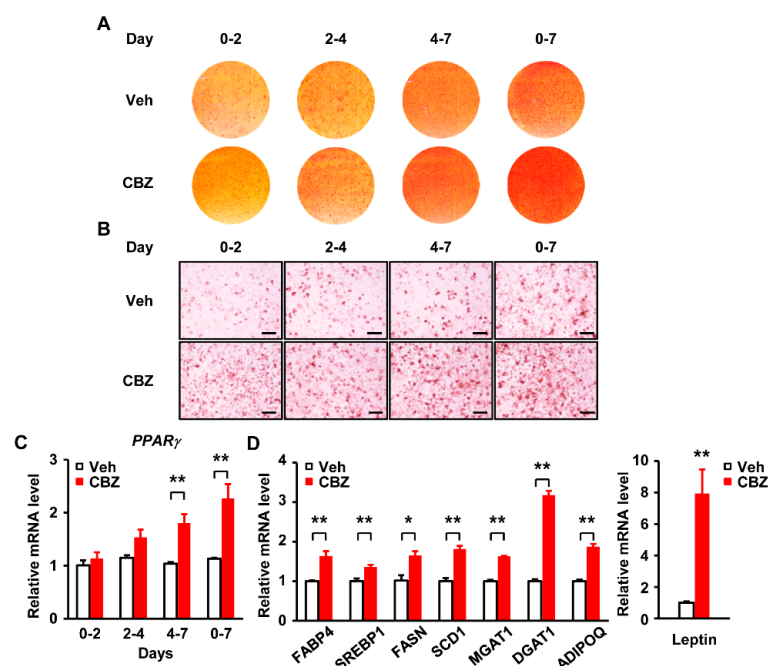 A
Day 0-2 2-4 4-7 0-7
Veh
CBZ
B
Day 0-2 2-4 4-7 0-7
Veh
CBZ
C
PPARγ
Relative mRNA level
3
2
1
0
Veh
CBZ
**
**
0-2 2-4 4-7 0-7
Days
D
Relative mRNA level
4
3
2
1
0
Veh
CBZ
** ** * ** ** ** **
FABP4 SREBP1 FASN SCD1 MGAT1 DGAT1 ADIPOQ
Relative mRNA level
10
8
6
4
2
0
**
Veh
CBZ
Leptin